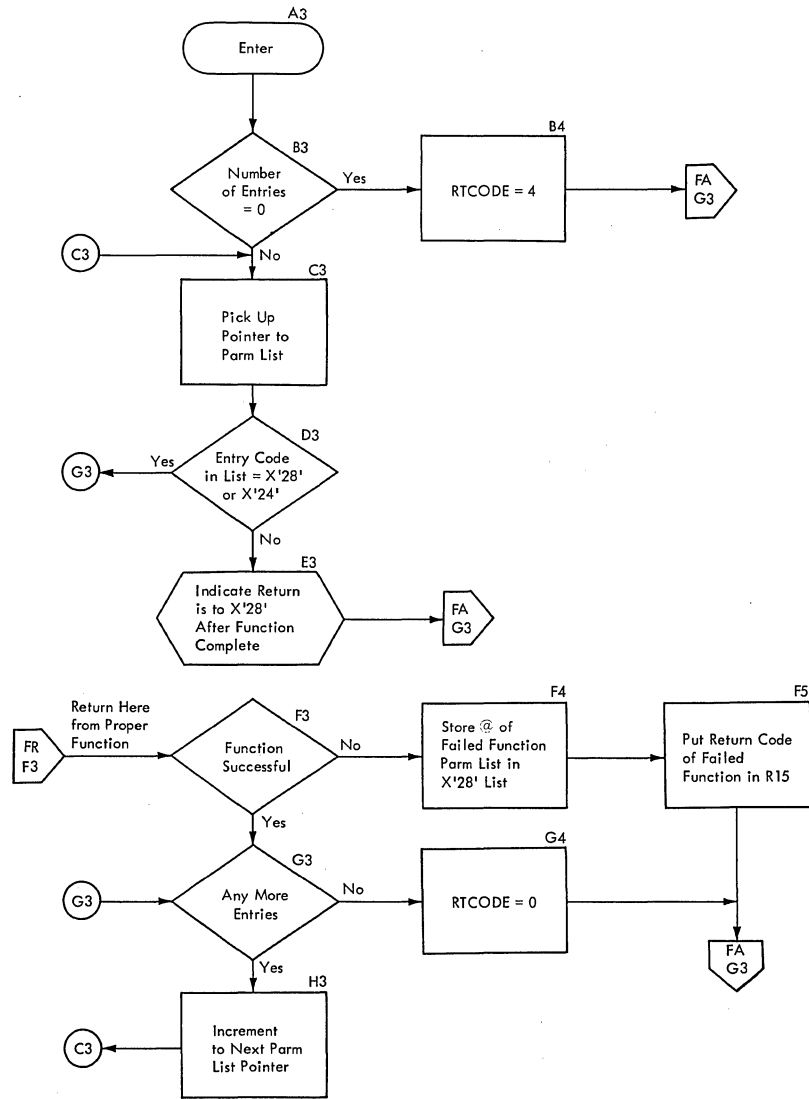 A3
Enter
B3
Number
of Entries
= 0
Yes
B4
RTCODE = 4
FA
G3
C3
No
C3
Pick Up
Pointer to
Parm List
D3
Entry Code
in List = X'28'
or X'24'
Yes
G3
No
E3
Indicate Return
is to X'28'
After Function
Complete
FA
G3
Return Here
from Proper
Function
FR
F3
F3
Function
Successful
No
F4
Store @ of
Failed Function
Parm List in
X'28' List
F5
Put Return Code
of Failed
Function in R15
Yes
G3
G3
Any More
Entries
No
G4
RTCODE = 0
FA
G3
Yes
H3
Increment
to Next Parm
List Pointer
C3